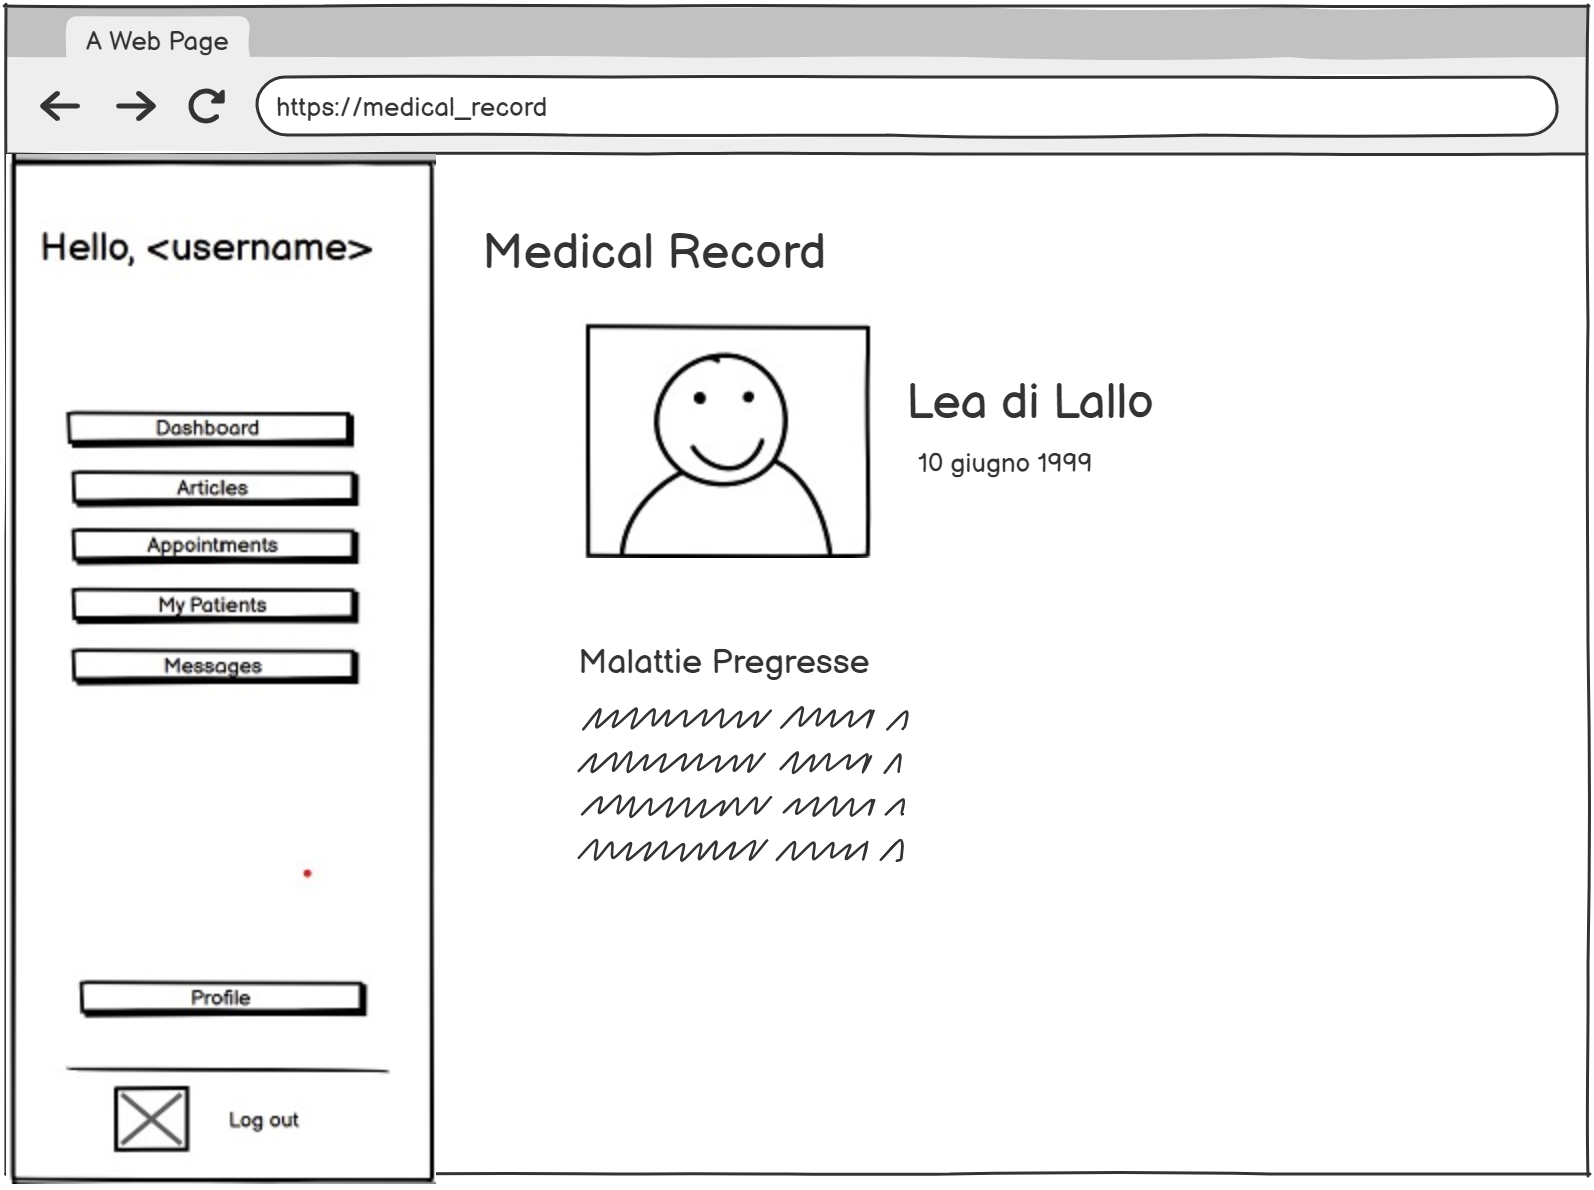 A Web Page
https://medical_record
Hello, <username>
Dashboard
Articles
Appointments
My Patients
Messages
Profile
Log out
Medical Record
Lea di Lallo
10 giugno 1999
Malattie Pregresse